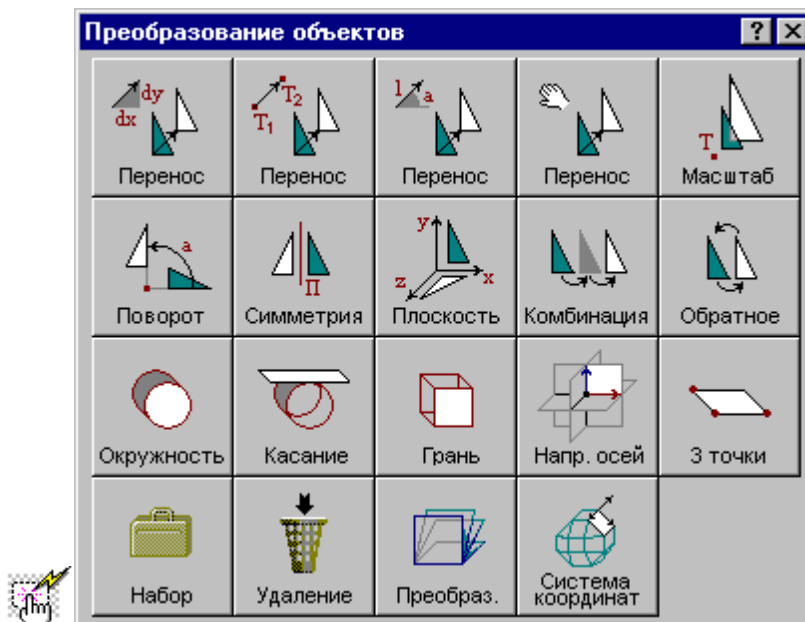 Преобразование объектов
dy
dx
Перенос
T₂
T₁
Перенос
l
a
Перенос
Перенос
T
Масштаб
a
Поворот
П
Симметрия
y
z
x
Плоскость
Комбинация
Обратное
Окружность
Касание
Грань
Напр. осей
3 точки
Набор
Удаление
Преобраз.
Система
координат